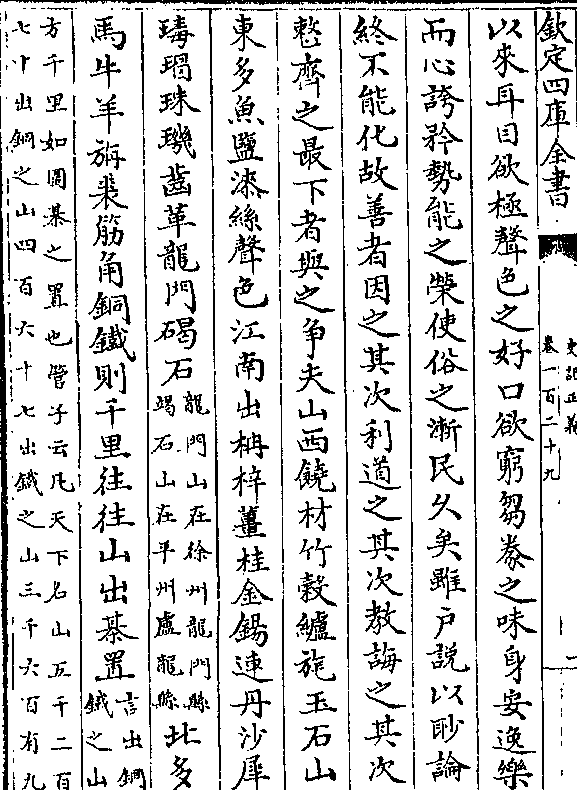 欽定四庫全書
史記正義
卷一百二十九
一
以來耳目欲極聲色之好口欲窮芻豢之味身安逸樂
而心誇矜勢能之榮使俗之漸民久矣雖戶說以眇論
終不能化故善者因之其次利道之其次教誨之其次
整齊之最下者與之爭夫山西饒材竹榖纑旄玉石山
東多魚鹽漆絲聲色江南出枏梓薑桂金錫連丹沙犀
瑇瑁珠璣齒革龍門碣石
龍門山在徐州龍門縣
竭石山在平州盧龍縣
北多
馬牛羊旃裘筋角銅鐵則千里往往山出棊置
言出銅
鐵之山
方千里如圍棊之置也管子云凡天下名山五千二百
七十出銅之山四百六十七出鐵之山三千六百有九